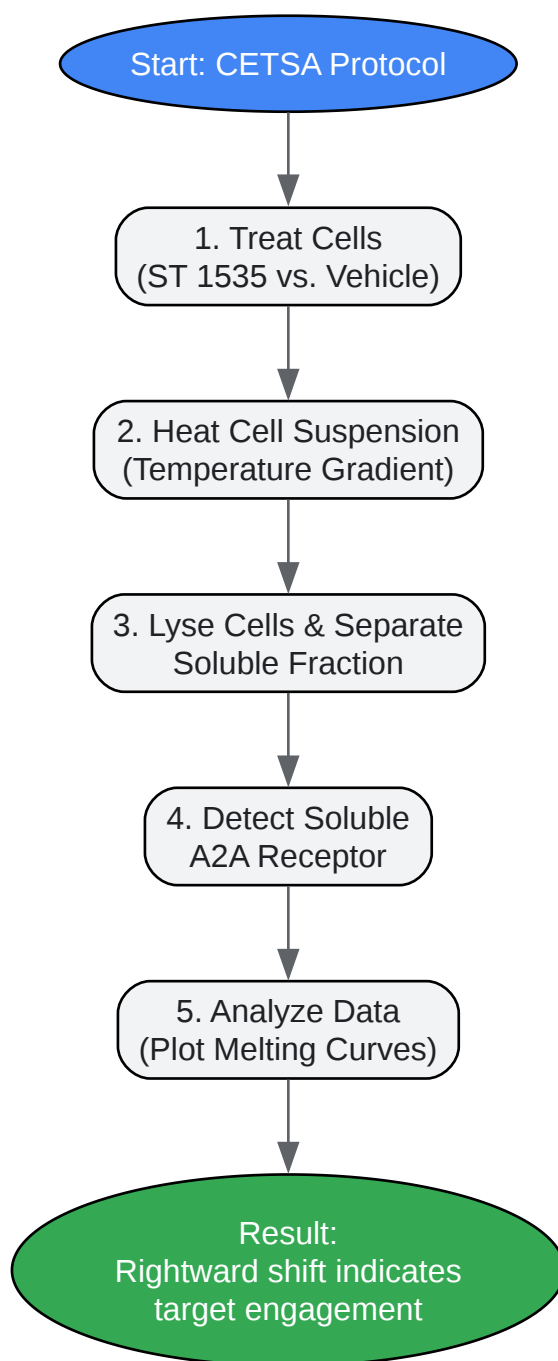 Start: CETSA Protocol
1. Treat Cells
(ST 1535 vs. Vehicle)
2. Heat Cell Suspension
(Temperature Gradient)
3. Lyse Cells & Separate
Soluble Fraction
4. Detect Soluble
A2A Receptor
5. Analyze Data
(Plot Melting Curves)
Result:
Rightward shift indicates
target engagement